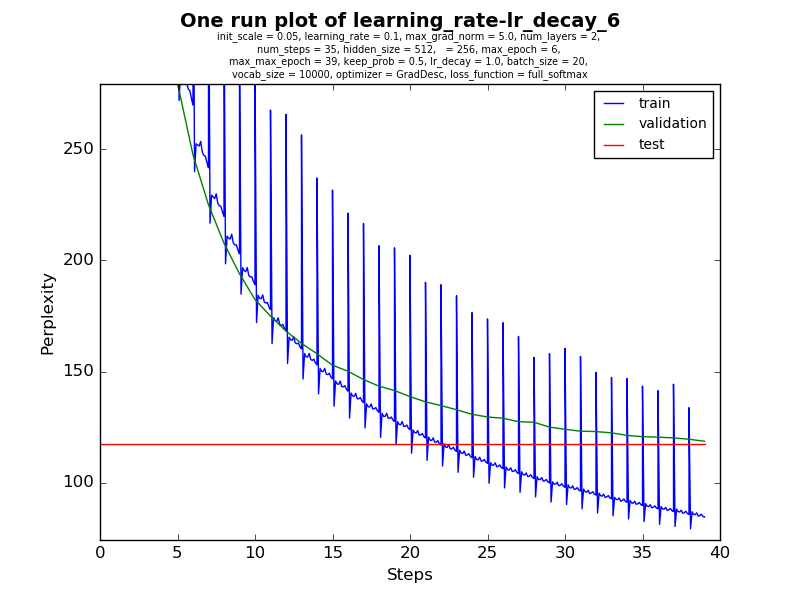 One run plot of learning_rate-lr_decay_6
init_scale = 0.05, learning_rate = 0.1, max_grad_norm = 5.0, num_layers = 2,
num_steps = 35, hidden_size = 512,   = 256, max_epoch = 6,
max_max_epoch = 39, keep_prob = 0.5, lr_decay = 1.0, batch_size = 20,
vocab_size = 10000, optimizer = GradDesc, loss_function = full_softmax
train
validation
test
250
200
150
100
Perplexity
0 5 10 15 20 25 30 35 40
Steps